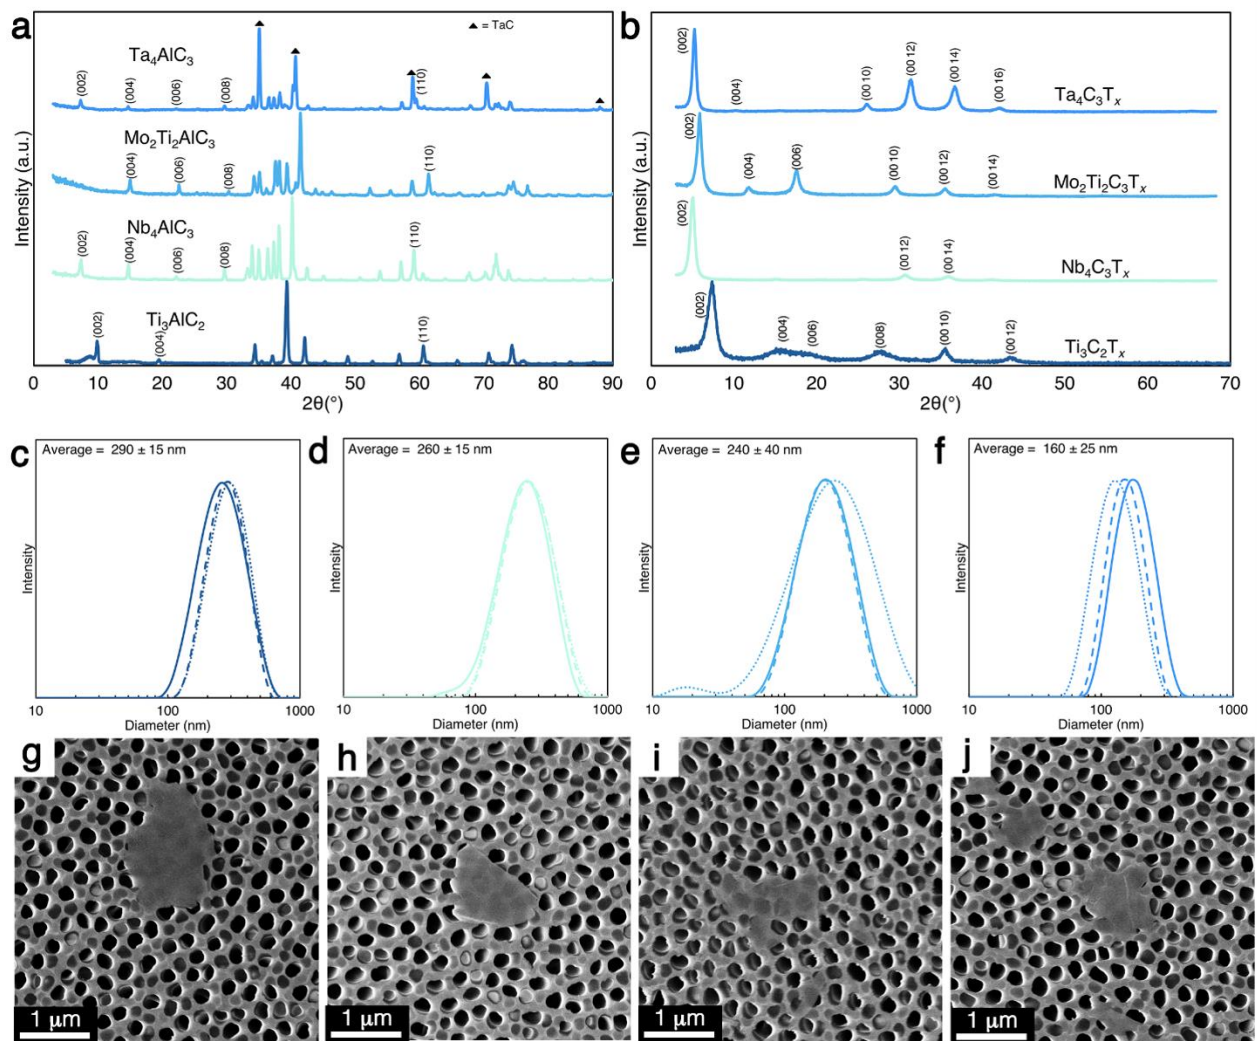 a
▲ = TaC
Ta₄AlC₃
(002)
(004)
(006)
(008)
(110)
Mo₂Ti₂AlC₃
(004)
(006)
(008)
(110)
Nb₄AlC₃
(002)
(004)
(006)
(008)
(110)
Ti₃AlC₂
(002)
(004)
(110)
Intensity (a.u.)
0 10 20 30 40 50 60 70 80 90
2θ(°)
b
(002)
(004)
(00 10)
(00 12)
(00 14)
(00 16)
Ta₄C₃Tₓ
(002)
(004)
(006)
(00 10)
(00 12)
(00 14)
Mo₂Ti₂C₃Tₓ
(002)
(00 12)
(00 14)
Nb₄C₃Tₓ
(002)
(004)
(006)
(008)
(00 10)
(00 12)
Ti₃C₂Tₓ
Intensity (a.u.)
0 10 20 30 40 50 60 70
2θ(°)
c
Average = 290 ± 15 nm
Intensity
10 100 1000
Diameter (nm)
d
Average = 260 ± 15 nm
Intensity
10 100 1000
Diameter (nm)
e
Average = 240 ± 40 nm
Intensity
10 100 1000
Diameter (nm)
f
Average = 160 ± 25 nm
Intensity
10 100 1000
Diameter (nm)
g
1 μm
h
1 μm
i
1 μm
j
1 μm